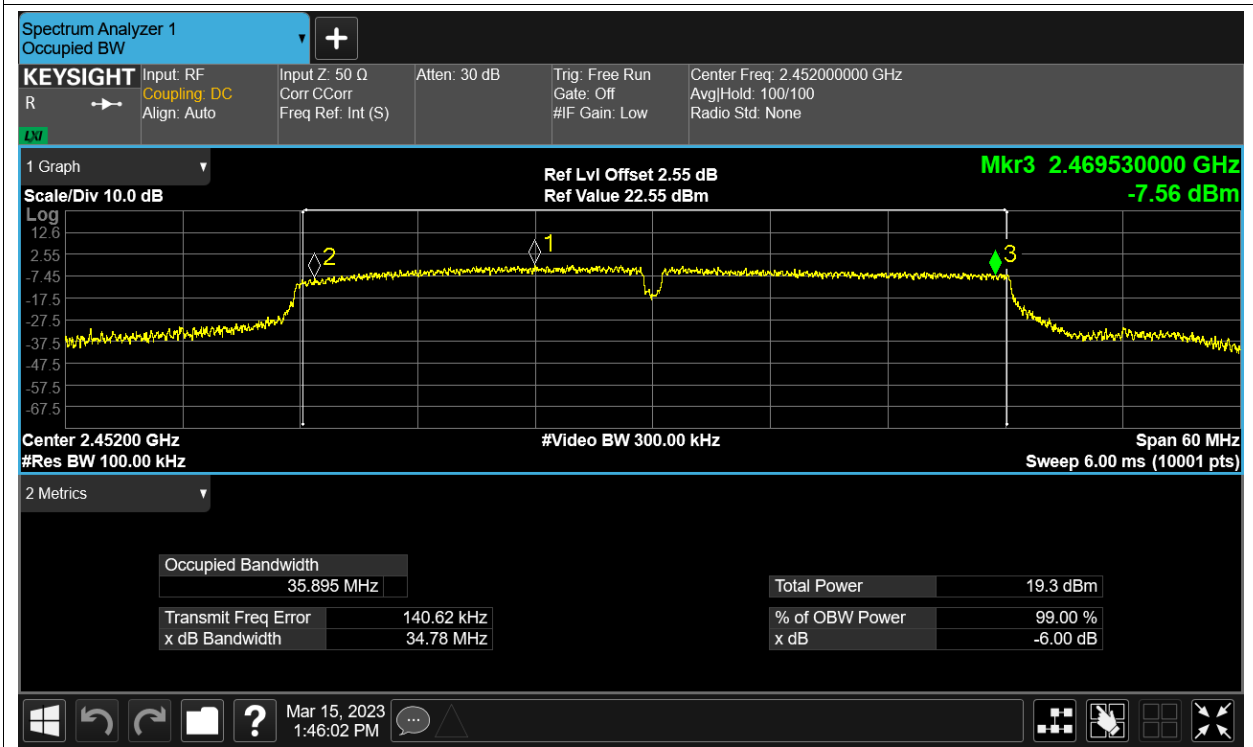 Spectrum Analyzer 1
Occupied BW
KEYSIGHT
R
LXI
Input: RF
Coupling: DC
Align: Auto
Input Z: 50 Ω
Corr CCorr
Freq Ref: Int (S)
Atten: 30 dB
Trig: Free Run
Gate: Off
#IF Gain: Low
Center Freq: 2.452000000 GHz
Avg|Hold: 100/100
Radio Std: None
1 Graph
Scale/Div 10.0 dB
Ref Lvl Offset 2.55 dB
Ref Value 22.55 dBm
Mkr3 2.469530000 GHz
-7.56 dBm
Log
12.6
2.55
-7.45
-17.5
-27.5
-37.5
-47.5
-57.5
-67.5
2
1
3
Center 2.45200 GHz
#Video BW 300.00 kHz
Span 60 MHz
#Res BW 100.00 kHz
Sweep 6.00 ms (10001 pts)
2 Metrics
Occupied Bandwidth
35.895 MHz
Total Power 19.3 dBm
Transmit Freq Error 140.62 kHz
% of OBW Power 99.00 %
x dB Bandwidth 34.78 MHz
x dB -6.00 dB
?
Mar 15, 2023
1:46:02 PM